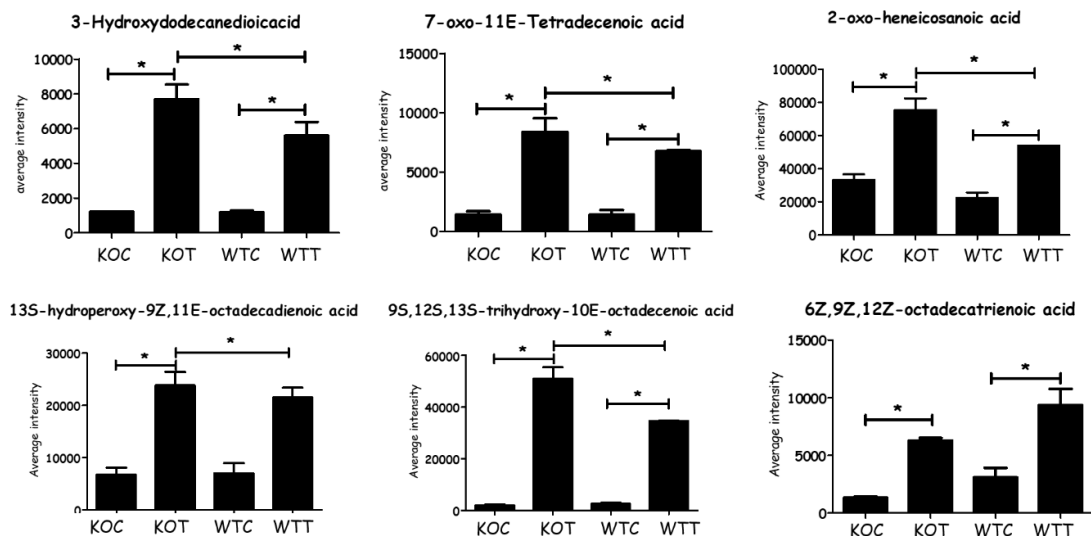 3-Hydroxydodecanedioicacid
average intensity
10000
8000
6000
4000
2000
0
*
*
*
KOC KOT WTC WTT
7-oxo-11E-Tetradecenoic acid
average intensity
15000
10000
5000
0
*
*
*
KOC KOT WTC WTT
2-oxo-heneicosanoic acid
Average intensity
100000
80000
60000
40000
20000
0
*
*
*
KOC KOT WTC WTT
13S-hydroperoxy-9Z,11E-octadecadienoic acid
Average intensity
30000
20000
10000
0
*
*
KOC KOT WTC WTT
9S,12S,13S-trihydroxy-10E-octadecenoic acid
Average intensity
60000
40000
20000
0
*
*
*
KOC KOT WTC WTT
6Z,9Z,12Z-octadecatrienoic acid
Average intensity
15000
10000
5000
0
*
*
KOC KOT WTC WTT